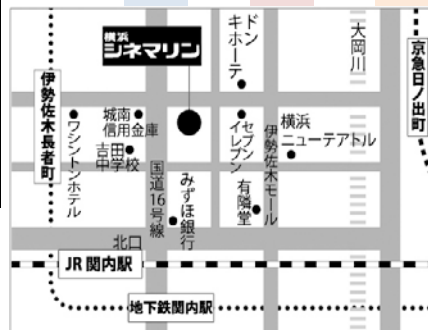 横浜
シネマリン
ドン
キホーテ
大岡川
京急日ノ出町
伊勢佐木長者町
ワシントンホテル
城南
信用金庫
吉田
中学校
国道16号線
みずほ銀行
セブン
イレブン
有隣堂
伊勢佐木モール
横浜
ニューテアトル
北口
JR 関内駅
地下鉄関内駅